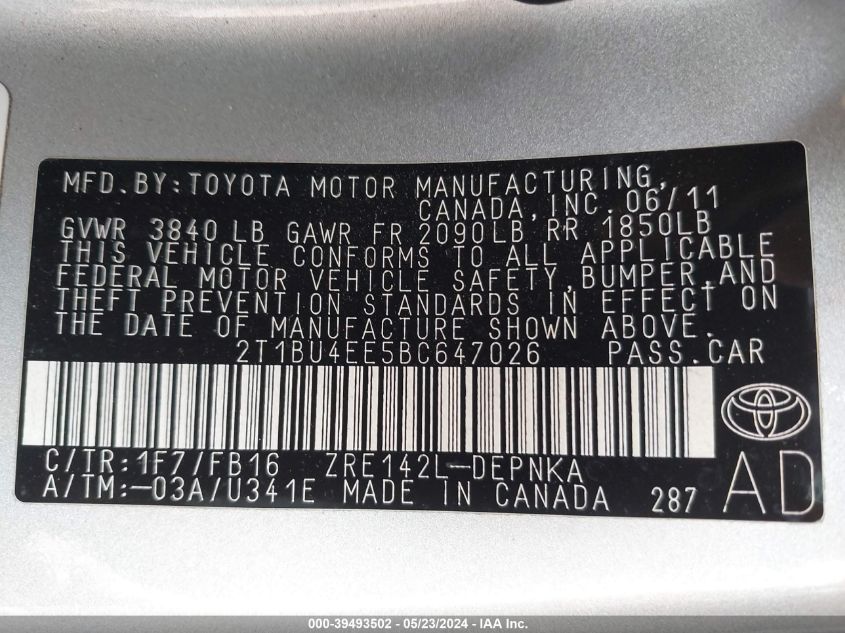 MFD.BY:TOYOTA MOTOR MANUFACTURING,
CANADA,INC. 06/11
GVWR 3840 LB GAWR FR 2090LB RR 1850LB
THIS VEHICLE CONFORMS TO ALL APPLICABLE
FEDERAL MOTOR VEHICLE SAFETY,BUMPER,AND
THEFT PREVENTION STANDARDS IN EFFECT ON
THE DATE OF MANUFACTURE SHOWN ABOVE.
2T1BU4EE5BC647026 PASS.CAR
C/TR:1F7/FB16 ZRE142L-DEPNKA
A/TM:-03A/U341E MADE IN CANADA 287 AD
000-39493502 - 05/23/2024 - IAA Inc.